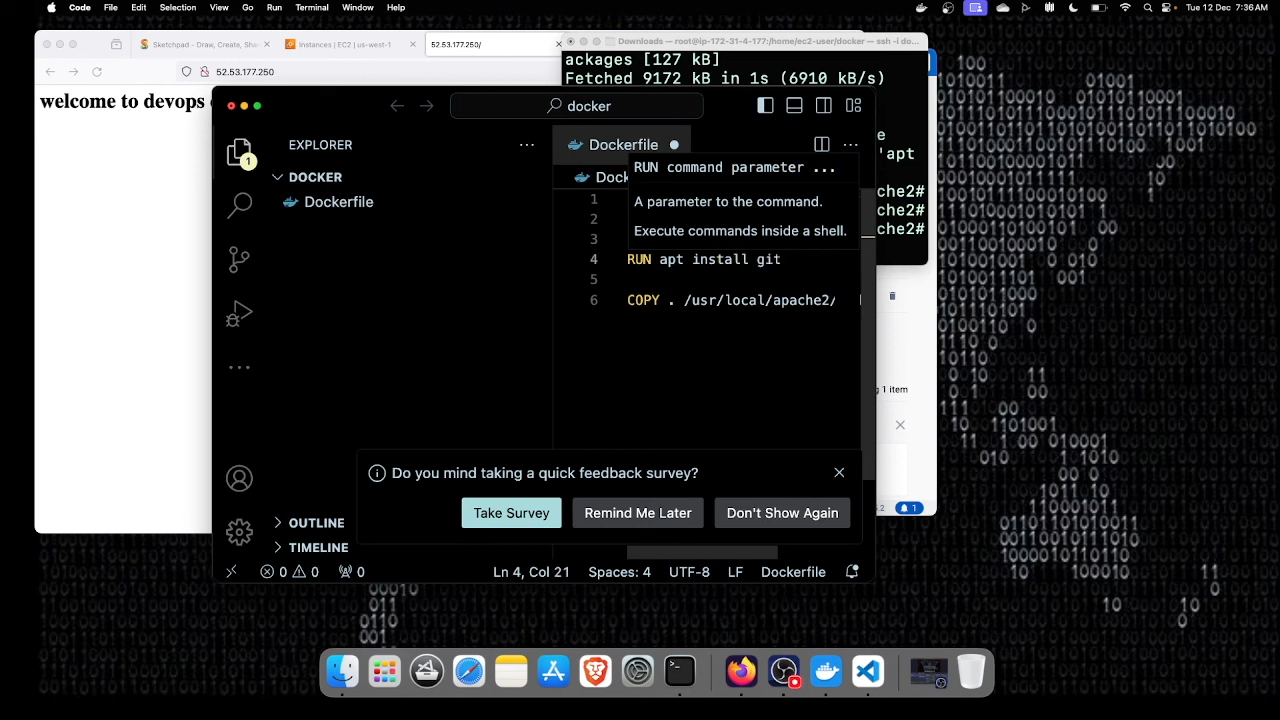 Code File Edit Selection View Go Run Terminal Window Help
Tue 12 Dec 7:36 AM
Sketchpad - Draw, Create, Sha
Instances | EC2 | us-west-1
52.53.177.250/
Downloads — root@ip-172-31-4-177:/home/ec2-user/docker — ssh -i do...
52.53.177.250
ackages [127 kB]
Fetched 9172 kB in 1s (6910 kB/s)
welcome to devops
docker
e
'apt
che2#
che2#
che2#
1
EXPLORER
DOCKER
Dockerfile
Dockerfile
RUN command parameter ...
Dock
A parameter to the command.
Execute commands inside a shell.
1
2
3
4 RUN apt install git
5
6 COPY . /usr/local/apache2/
g 1 item
Do you mind taking a quick feedback survey?
Take Survey Remind Me Later Don't Show Again
5.2
1
OUTLINE
TIMELINE
0 0 0 Ln 4, Col 21 Spaces: 4 UTF-8 LF Dockerfile